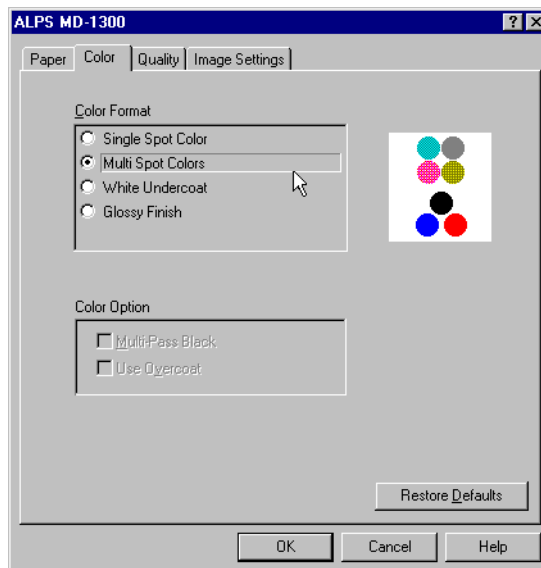 ALPS MD-1300
Paper Color Quality Image Settings
Color Format
Single Spot Color
Multi Spot Colors
White Undercoat
Glossy Finish
Color Option
Multi-Pass Black
Use Overcoat
Restore Defaults
OK Cancel Help